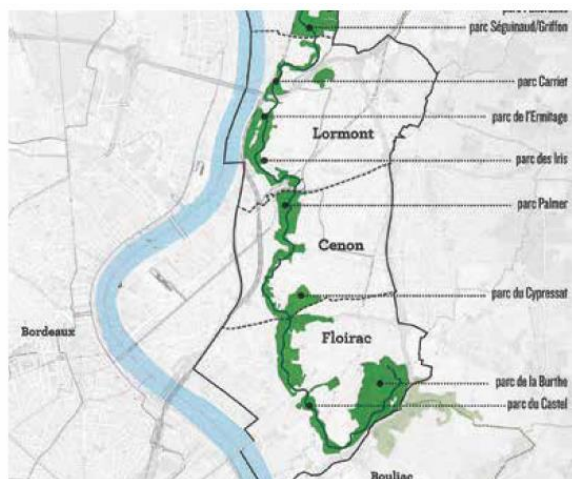 parc Séguinaud/Griffon
parc Carriet
parc de l'Ermitage
Lormont
parc des Iris
parc Palmer
Cenon
parc du Cypressat
Bordeaux
Floirac
parc de la Burthe
parc du Castel
Bouliac